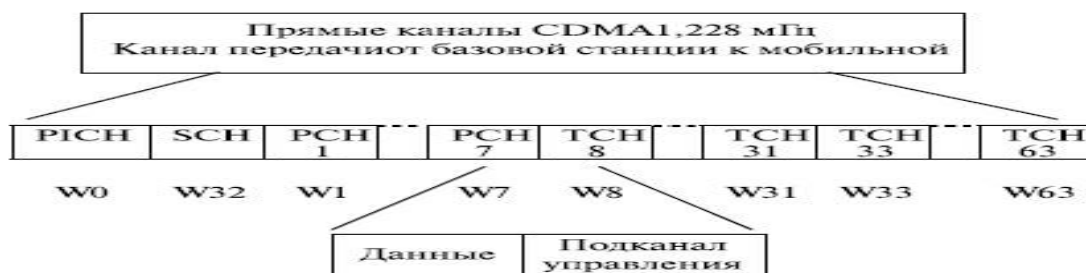 Прямые каналы CDMA1,228 мГц
Канал передачиот базовой станции к мобильной
PICH SCH PCH 1 PCH 7 TCH 8 TCH 31 TCH 33 TCH 63
W0 W32 W1 W7 W8 W31 W33 W63
Данные Подканал управления